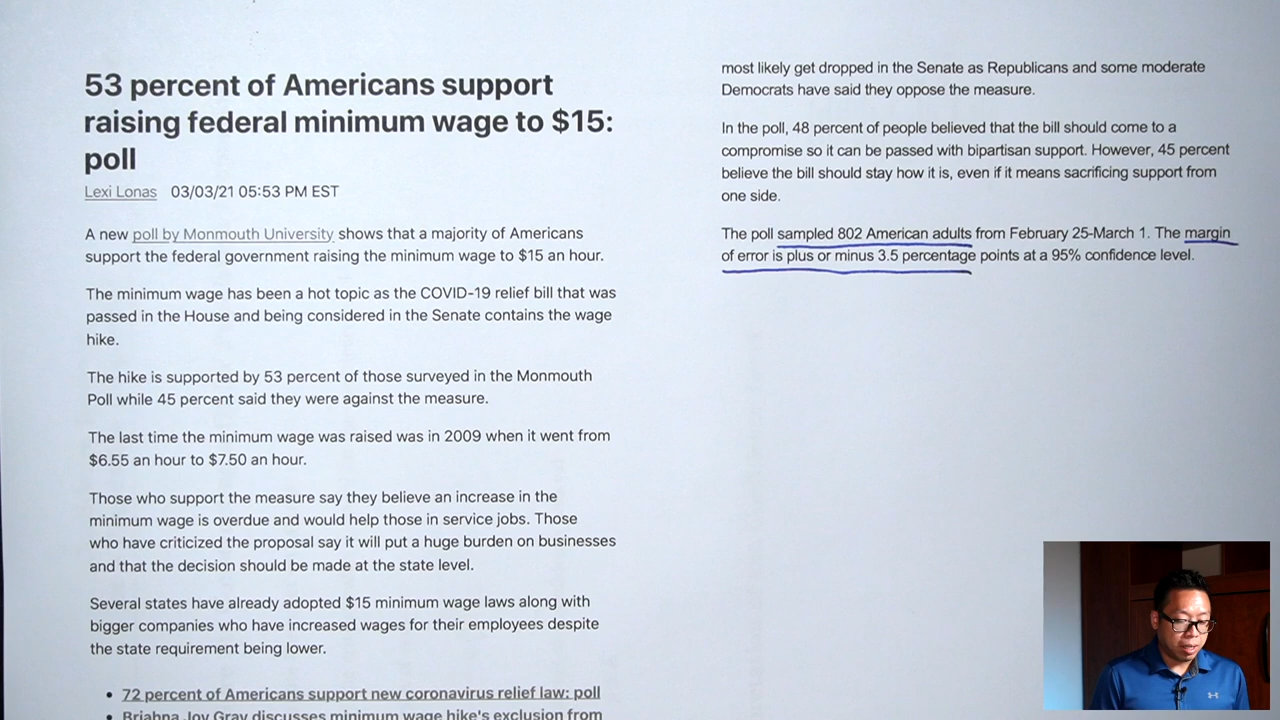 53 percent of Americans support
raising federal minimum wage to $15:
poll
Lexi Lonas 03/03/21 05:53 PM EST
A new poll by Monmouth University shows that a majority of Americans
support the federal government raising the minimum wage to $15 an hour.
The minimum wage has been a hot topic as the COVID-19 relief bill that was
passed in the House and being considered in the Senate contains the wage
hike.
The hike is supported by 53 percent of those surveyed in the Monmouth
Poll while 45 percent said they were against the measure.
The last time the minimum wage was raised was in 2009 when it went from
$6.55 an hour to $7.50 an hour.
Those who support the measure say they believe an increase in the
minimum wage is overdue and would help those in service jobs. Those
who have criticized the proposal say it will put a huge burden on businesses
and that the decision should be made at the state level.
Several states have already adopted $15 minimum wage laws along with
bigger companies who have increased wages for their employees despite
the state requirement being lower.
• 72 percent of Americans support new coronavirus relief law: poll
• Briahna Joy Gray discusses minimum wage hike's exclusion from
most likely get dropped in the Senate as Republicans and some moderate
Democrats have said they oppose the measure.
In the poll, 48 percent of people believed that the bill should come to a
compromise so it can be passed with bipartisan support. However, 45 percent
believe the bill should stay how it is, even if it means sacrificing support from
one side.
The poll sampled 802 American adults from February 25-March 1. The margin
of error is plus or minus 3.5 percentage points at a 95% confidence level.